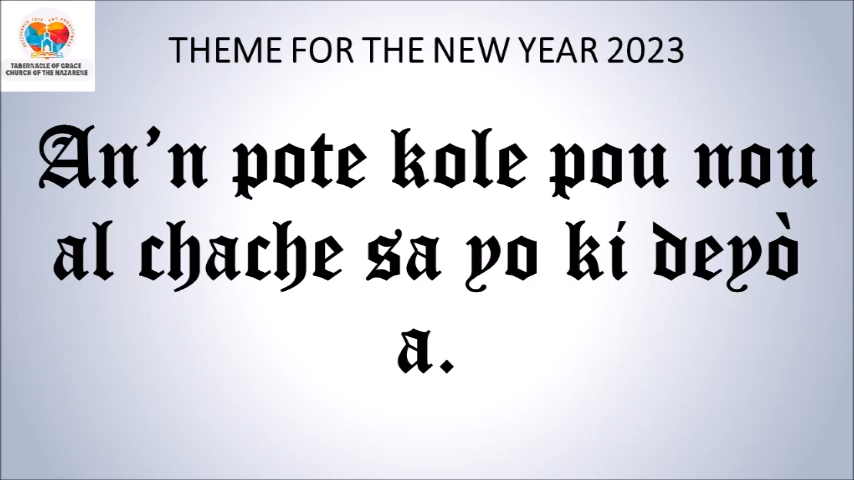 TABERNACLE OF GRACE
CHURCH OF THE NAZARENE
THEME FOR THE NEW YEAR 2023
An'n pote kole pou nou
al chache sa yo ki deyò
a.